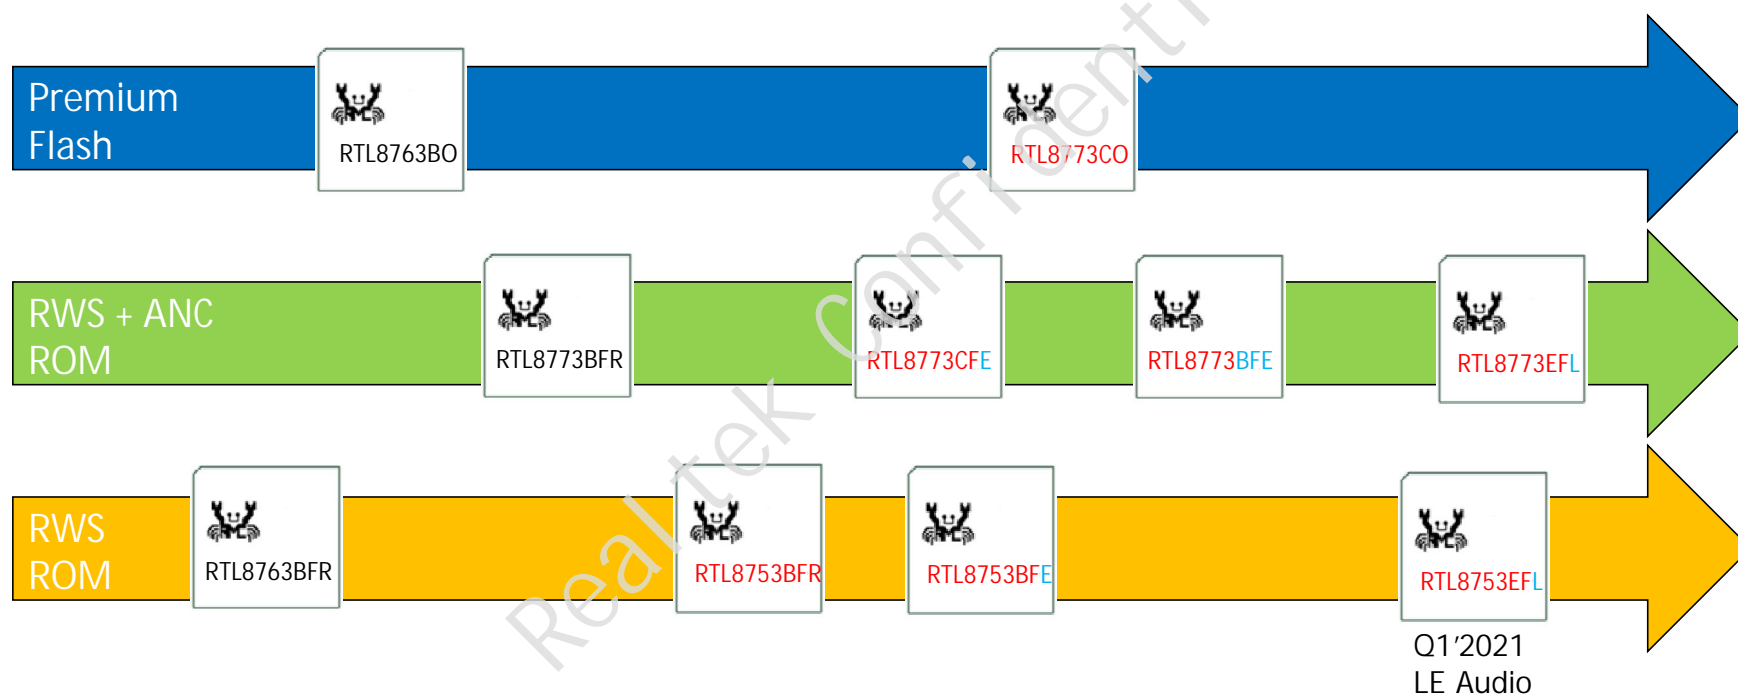 Premium
Flash
RTL8763BO
RTL8773CO
RWS + ANC
ROM
RTL8773BFR
RTL8773CFE
RTL8773BFE
RTL8773EFL
RWS
ROM
RTL8763BFR
RTL8753BFR
RTL8753BFE
RTL8753EFL
Q1'2021
LE Audio
Realtek Confidenti